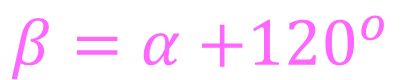 β = α +120°